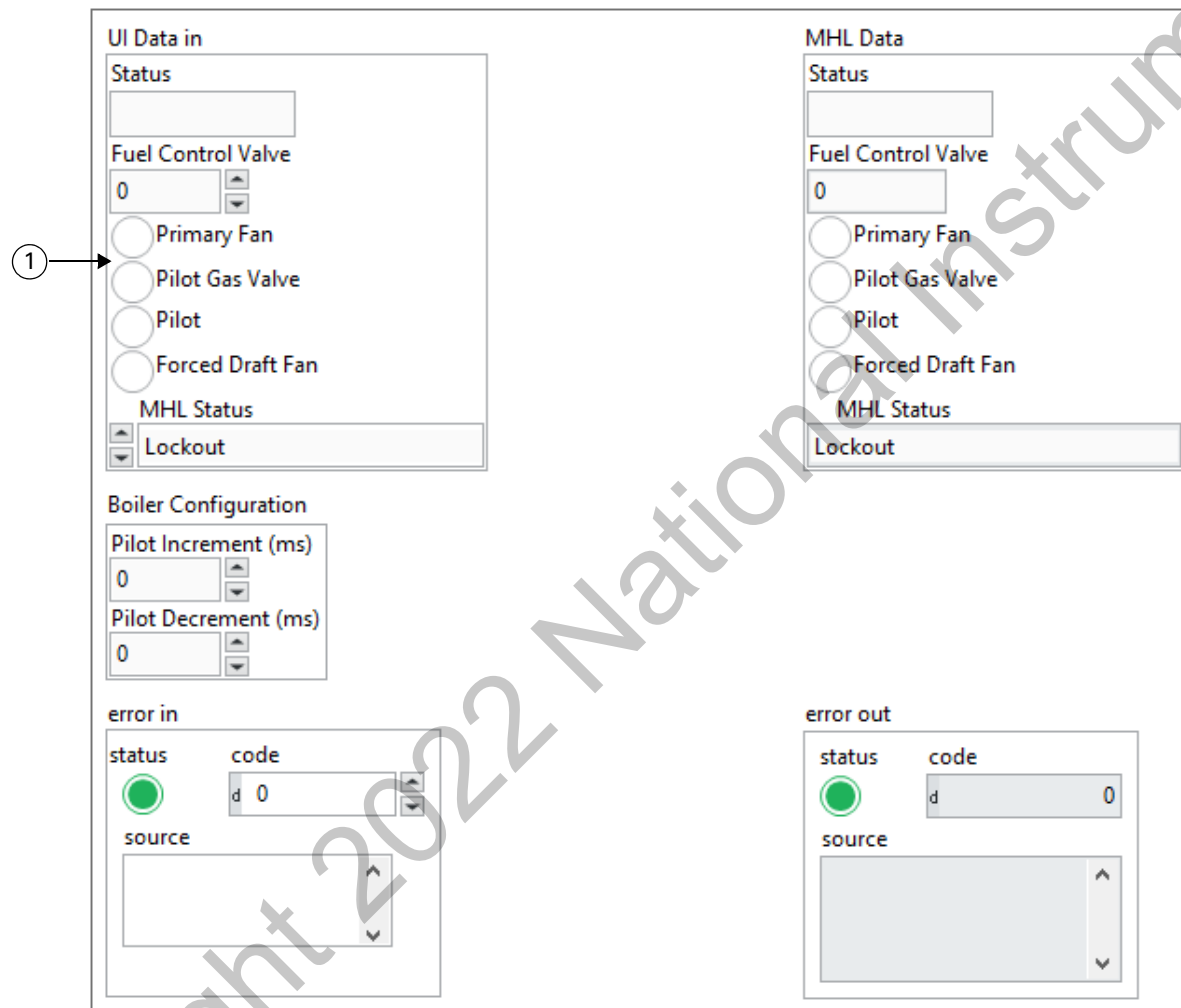 UI Data in
Status
Fuel Control Valve
0
Primary Fan
1
Pilot Gas Valve
Pilot
Forced Draft Fan
MHL Status
Lockout
Boiler Configuration
Pilot Increment (ms)
0
Pilot Decrement (ms)
0
error in
status code
d 0
source
MHL Data
Status
Fuel Control Valve
0
Primary Fan
Pilot Gas Valve
Pilot
Forced Draft Fan
MHL Status
Lockout
error out
status code
d 0
source
ght 2022 National Instrum